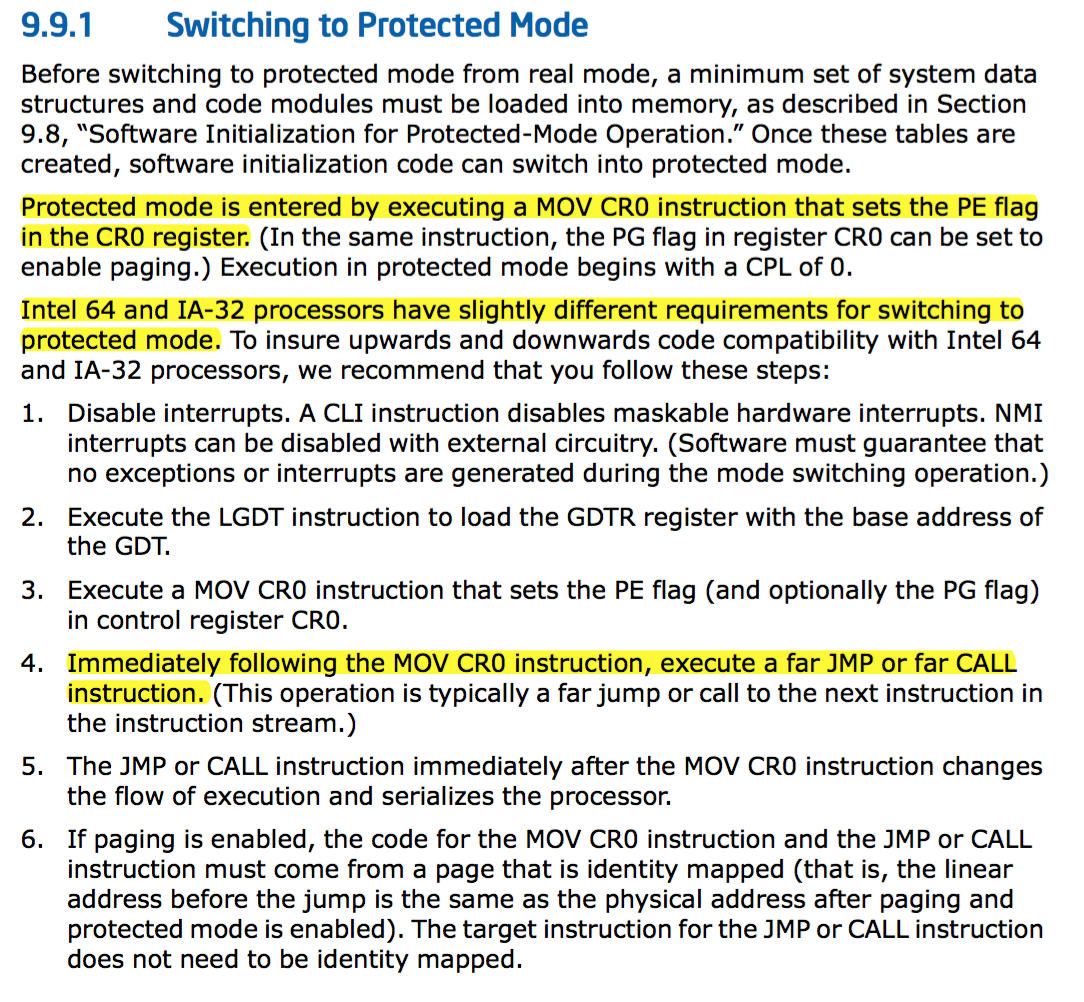 9.9.1 Switching to Protected Mode
Before switching to protected mode from real mode, a minimum set of system data
structures and code modules must be loaded into memory, as described in Section
9.8, “Software Initialization for Protected-Mode Operation.” Once these tables are
created, software initialization code can switch into protected mode.
Protected mode is entered by executing a MOV CR0 instruction that sets the PE flag
in the CR0 register. (In the same instruction, the PG flag in register CR0 can be set to
enable paging.) Execution in protected mode begins with a CPL of 0.
Intel 64 and IA-32 processors have slightly different requirements for switching to
protected mode. To insure upwards and downwards code compatibility with Intel 64
and IA-32 processors, we recommend that you follow these steps:
1. Disable interrupts. A CLI instruction disables maskable hardware interrupts. NMI
interrupts can be disabled with external circuitry. (Software must guarantee that
no exceptions or interrupts are generated during the mode switching operation.)
2. Execute the LGDT instruction to load the GDTR register with the base address of
the GDT.
3. Execute a MOV CR0 instruction that sets the PE flag (and optionally the PG flag)
in control register CR0.
4. Immediately following the MOV CR0 instruction, execute a far JMP or far CALL
instruction. (This operation is typically a far jump or call to the next instruction in
the instruction stream.)
5. The JMP or CALL instruction immediately after the MOV CR0 instruction changes
the flow of execution and serializes the processor.
6. If paging is enabled, the code for the MOV CR0 instruction and the JMP or CALL
instruction must come from a page that is identity mapped (that is, the linear
address before the jump is the same as the physical address after paging and
protected mode is enabled). The target instruction for the JMP or CALL instruction
does not need to be identity mapped.